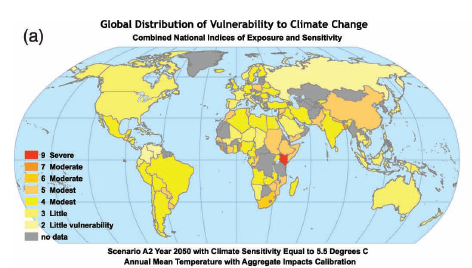 Global Distribution of Vulnerability to Climate Change
(a)
Combined National Indices of Exposure and Sensitivity
9 Severe
7 Moderate
6 Moderate
5 Modest
4 Modest
3 Little
2 Little vulnerability
no data
Scenario A2 Year 2050 with Climate Sensitivity Equal to 5.5 Degrees C
Annual Mean Temperature with Aggregate Impacts Calibration